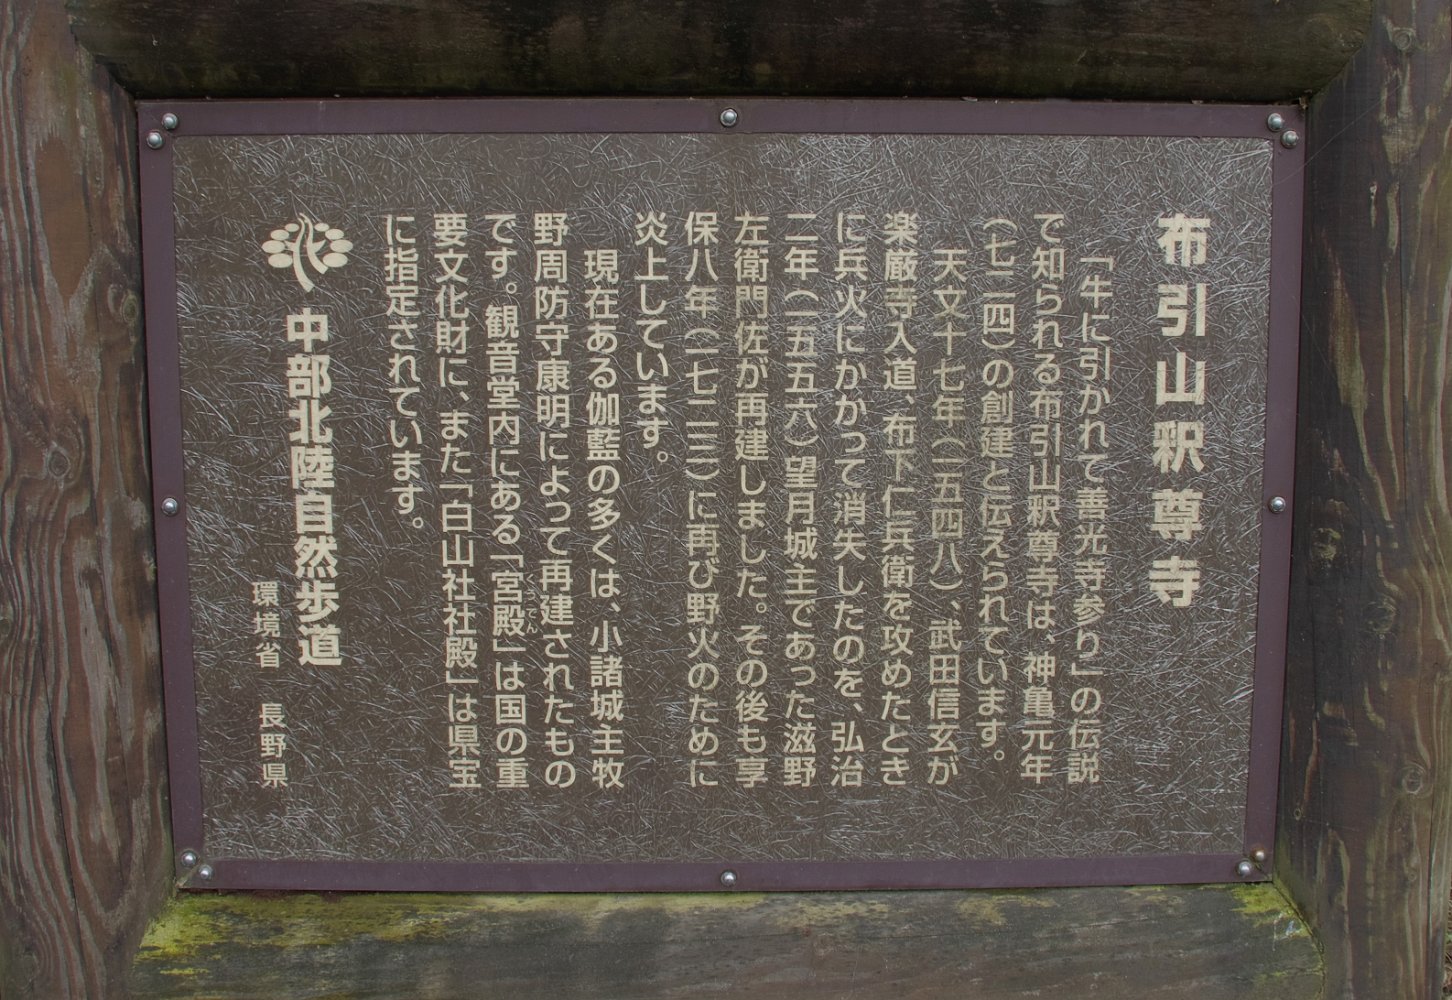 布引山釈尊寺
「牛に引かれて善光寺参り」の伝説
で知られる布引山釈尊寺は、神亀元年
(七二四)の創建と伝えられています。
天文十七年(一五四八)、武田信玄が
楽厳寺入道、布下仁兵衛を攻めたとき
に兵火にかかって消失したのを、弘治
二年(一五五六)望月城主であった滋野
左衛門佐が再建しました。その後も享
保八年(一七二三)に再び野火のために
炎上しています。
現在ある伽藍の多くは、小諸城主牧
野周防守康明によって再建されたもの
です。観音堂内にある「宮殿」は国の重
要文化財に、また「白山社社殿」は県宝
に指定されています。
中部北陸自然歩道
環境省 長野県